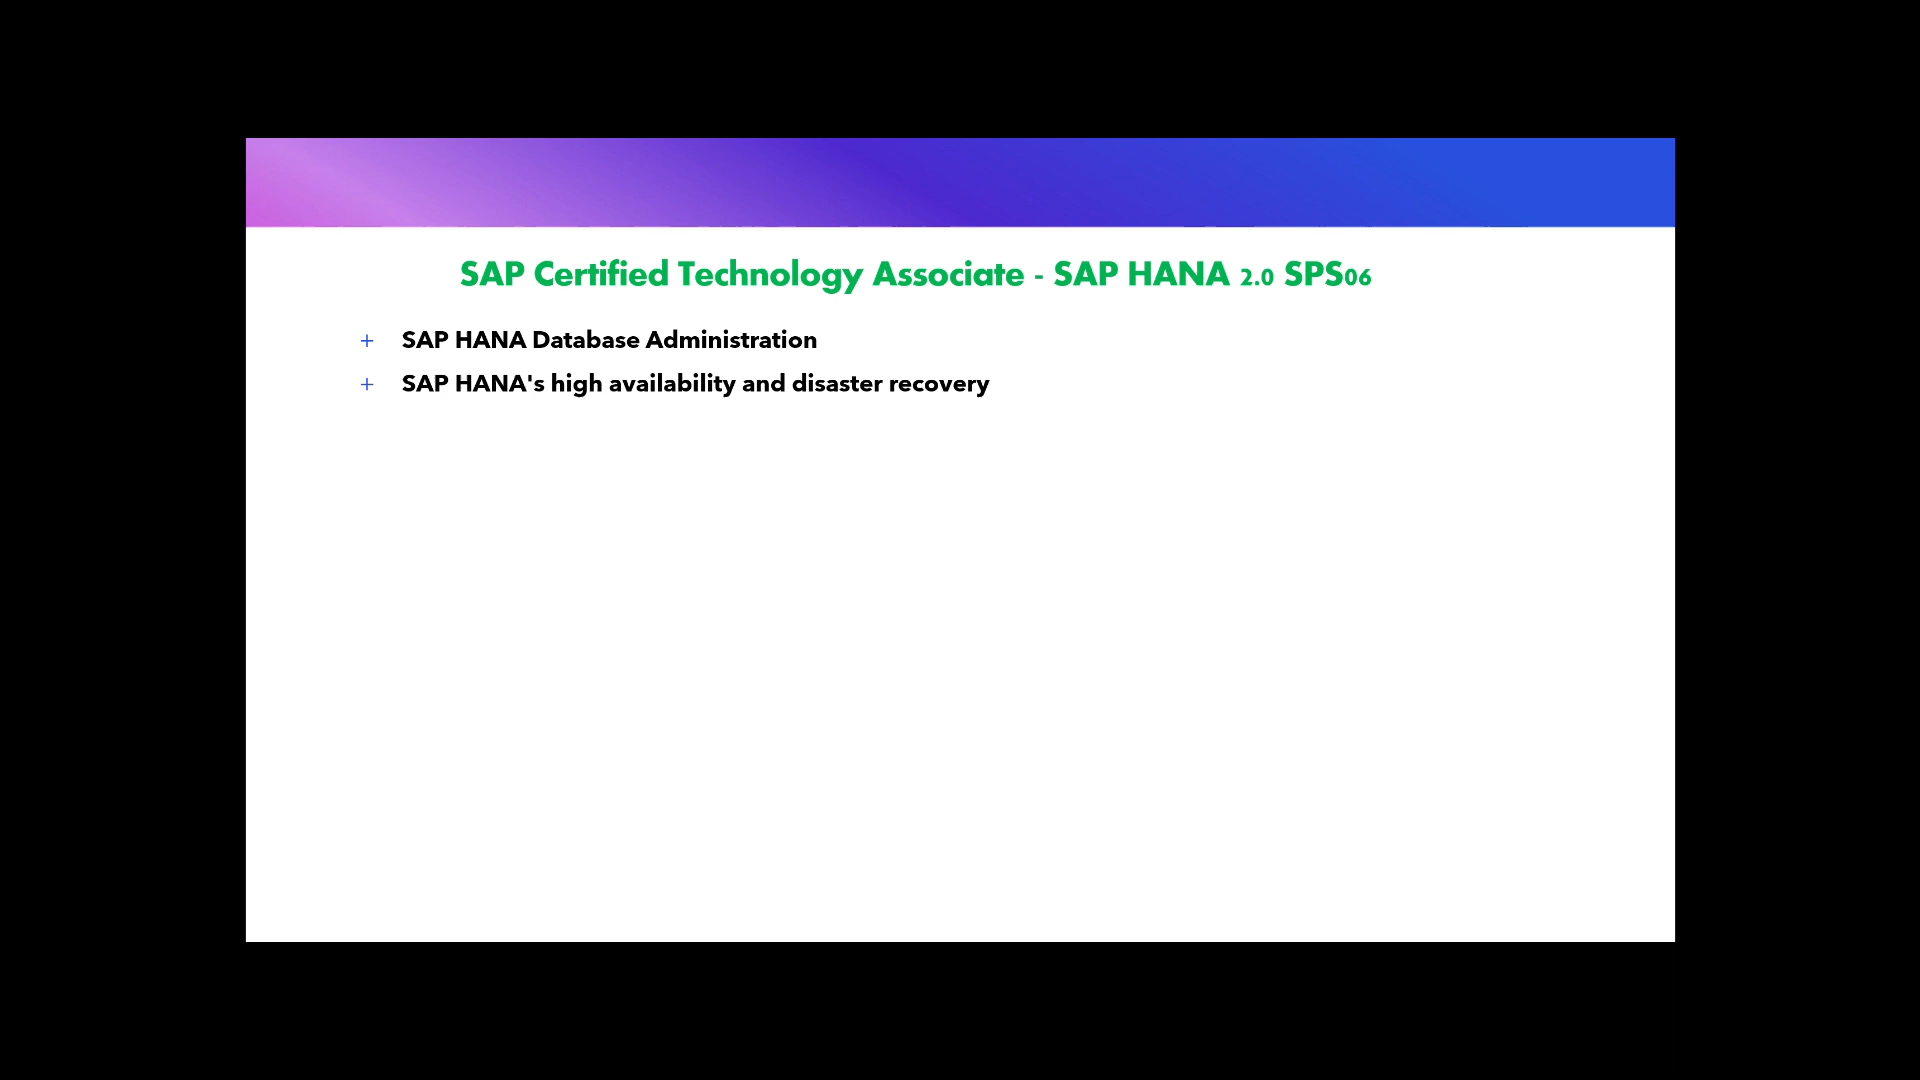 SAP Certified Technology Associate - SAP HANA 2.0 SPS06
+ SAP HANA Database Administration
+ SAP HANA's high availability and disaster recovery